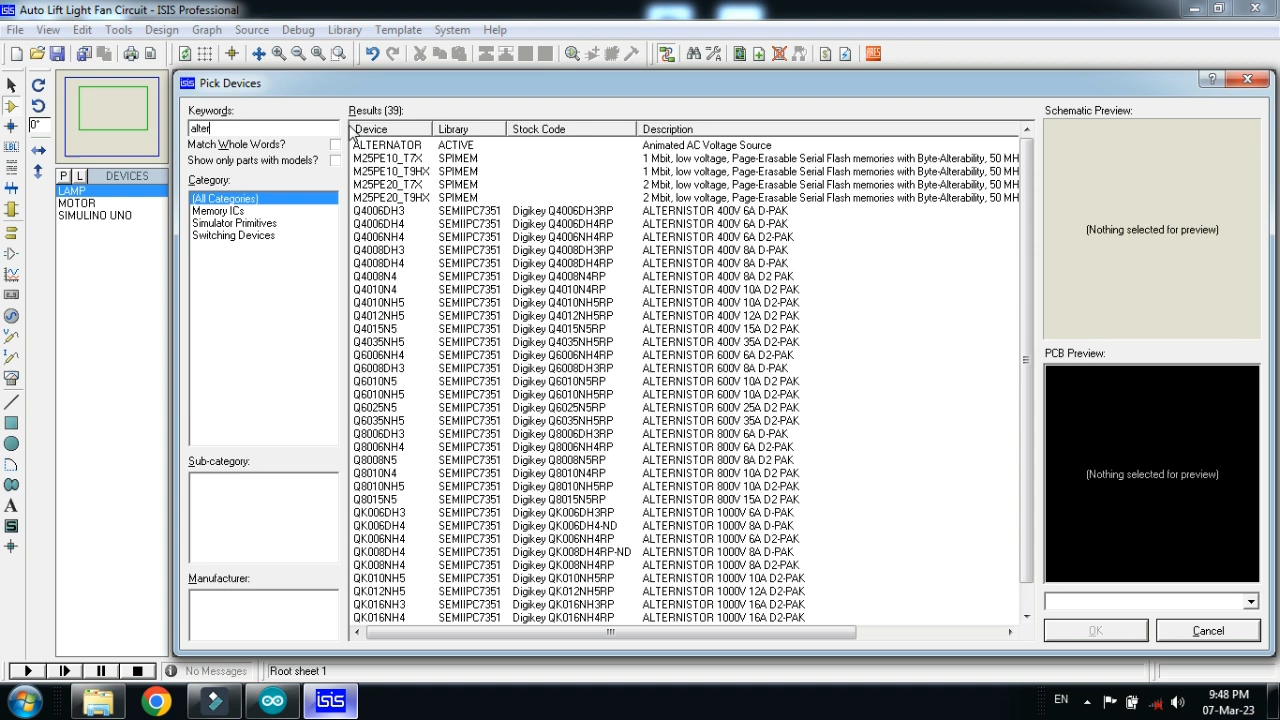 Auto Lift Light Fan Circuit - ISIS Professional
File View Edit Tools Design Graph Source Debug Library Template System Help
Pick Devices
Keywords:
alter
Match Whole Words?
Show only parts with models?
Category:
(All Categories)
Memory ICs
Simulator Primitives
Switching Devices
Sub-category:
Manufacturer:
P L DEVICES
LAMP
MOTOR
SIMULINO UNO
0°
LBL
A
S
ARES
Results (39):
Device Library Stock Code Description
ALTERNATOR ACTIVE Animated AC Voltage Source
M25PE10_T7X SPIMEM 1 Mbit, low voltage, Page-Erasable Serial Flash memories with Byte-Alterability, 50 MH
M25PE10_T9HX SPIMEM 1 Mbit, low voltage, Page-Erasable Serial Flash memories with Byte-Alterability, 50 MH
M25PE20_T7X SPIMEM 2 Mbit, low voltage, Page-Erasable Serial Flash memories with Byte-Alterability, 50 MH
M25PE20_T9HX SPIMEM 2 Mbit, low voltage, Page-Erasable Serial Flash memories with Byte-Alterability, 50 MH
Q4006DH3 SEMIIPC7351 Digikey Q4006DH3RP ALTERNISTOR 400V 6A D-PAK
Q4006DH4 SEMIIPC7351 Digikey Q4006DH4RP ALTERNISTOR 400V 6A D-PAK
Q4006NH4 SEMIIPC7351 Digikey Q4006NH4RP ALTERNISTOR 400V 6A D2-PAK
Q4008DH3 SEMIIPC7351 Digikey Q4008DH3RP ALTERNISTOR 400V 8A D-PAK
Q4008DH4 SEMIIPC7351 Digikey Q4008DH4RP ALTERNISTOR 400V 8A D-PAK
Q4008N4 SEMIIPC7351 Digikey Q4008N4RP ALTERNISTOR 400V 8A D2 PAK
Q4010N4 SEMIIPC7351 Digikey Q4010N4RP ALTERNISTOR 400V 10A D2-PAK
Q4010NH5 SEMIIPC7351 Digikey Q4010NH5RP ALTERNISTOR 400V 10A D2-PAK
Q4012NH5 SEMIIPC7351 Digikey Q4012NH5RP ALTERNISTOR 400V 12A D2-PAK
Q4015N5 SEMIIPC7351 Digikey Q4015N5RP ALTERNISTOR 400V 15A D2-PAK
Q4035NH5 SEMIIPC7351 Digikey Q4035NH5RP ALTERNISTOR 400V 35A D2-PAK
Q6006NH4 SEMIIPC7351 Digikey Q6006NH4RP ALTERNISTOR 600V 6A D2-PAK
Q6008DH3 SEMIIPC7351 Digikey Q6008DH3RP ALTERNISTOR 600V 8A D-PAK
Q6010N5 SEMIIPC7351 Digikey Q6010N5RP ALTERNISTOR 600V 10A D2 PAK
Q6010NH5 SEMIIPC7351 Digikey Q6010NH5RP ALTERNISTOR 600V 10A D2-PAK
Q6025N5 SEMIIPC7351 Digikey Q6025N5RP ALTERNISTOR 600V 25A D2-PAK
Q6035NH5 SEMIIPC7351 Digikey Q6035NH5RP ALTERNISTOR 600V 35A D2-PAK
Q8006DH3 SEMIIPC7351 Digikey Q8006DH3RP ALTERNISTOR 800V 6A D-PAK
Q8006NH4 SEMIIPC7351 Digikey Q8006NH4RP ALTERNISTOR 800V 6A D2-PAK
Q8008N5 SEMIIPC7351 Digikey Q8008N5RP ALTERNISTOR 800V 8A D2-PAK
Q8010N4 SEMIIPC7351 Digikey Q8010N4RP ALTERNISTOR 800V 10A D2 PAK
Q8010NH5 SEMIIPC7351 Digikey Q8010NH5RP ALTERNISTOR 800V 10A D2-PAK
Q8015N5 SEMIIPC7351 Digikey Q8015N5RP ALTERNISTOR 800V 15A D2-PAK
QK006DH3 SEMIIPC7351 Digikey QK006DH3RP ALTERNISTOR 1000V 6A D-PAK
QK006DH4 SEMIIPC7351 Digikey QK006DH4-ND ALTERNISTOR 1000V 6A D-PAK
QK006NH4 SEMIIPC7351 Digikey QK006NH4RP ALTERNISTOR 1000V 6A D2-PAK
QK008DH4 SEMIIPC7351 Digikey QK008DH4RP-ND ALTERNISTOR 1000V 8A D-PAK
QK008NH4 SEMIIPC7351 Digikey QK008NH4RP ALTERNISTOR 1000V 8A D2-PAK
QK010NH5 SEMIIPC7351 Digikey QK010NH5RP ALTERNISTOR 1000V 10A D2-PAK
QK012NH5 SEMIIPC7351 Digikey QK012NH5RP ALTERNISTOR 1000V 12A D2-PAK
QK016NH3 SEMIIPC7351 Digikey QK016NH3RP ALTERNISTOR 1000V 16A D2-PAK
QK016NH4 SEMIIPC7351 Digikey QK016NH4RP ALTERNISTOR 1000V 16A D2-PAK
Schematic Preview:
(Nothing selected for preview)
PCB Preview:
(Nothing selected for preview)
OK Cancel
No Messages Root sheet 1
isis
EN
9:48 PM
07-Mar-23